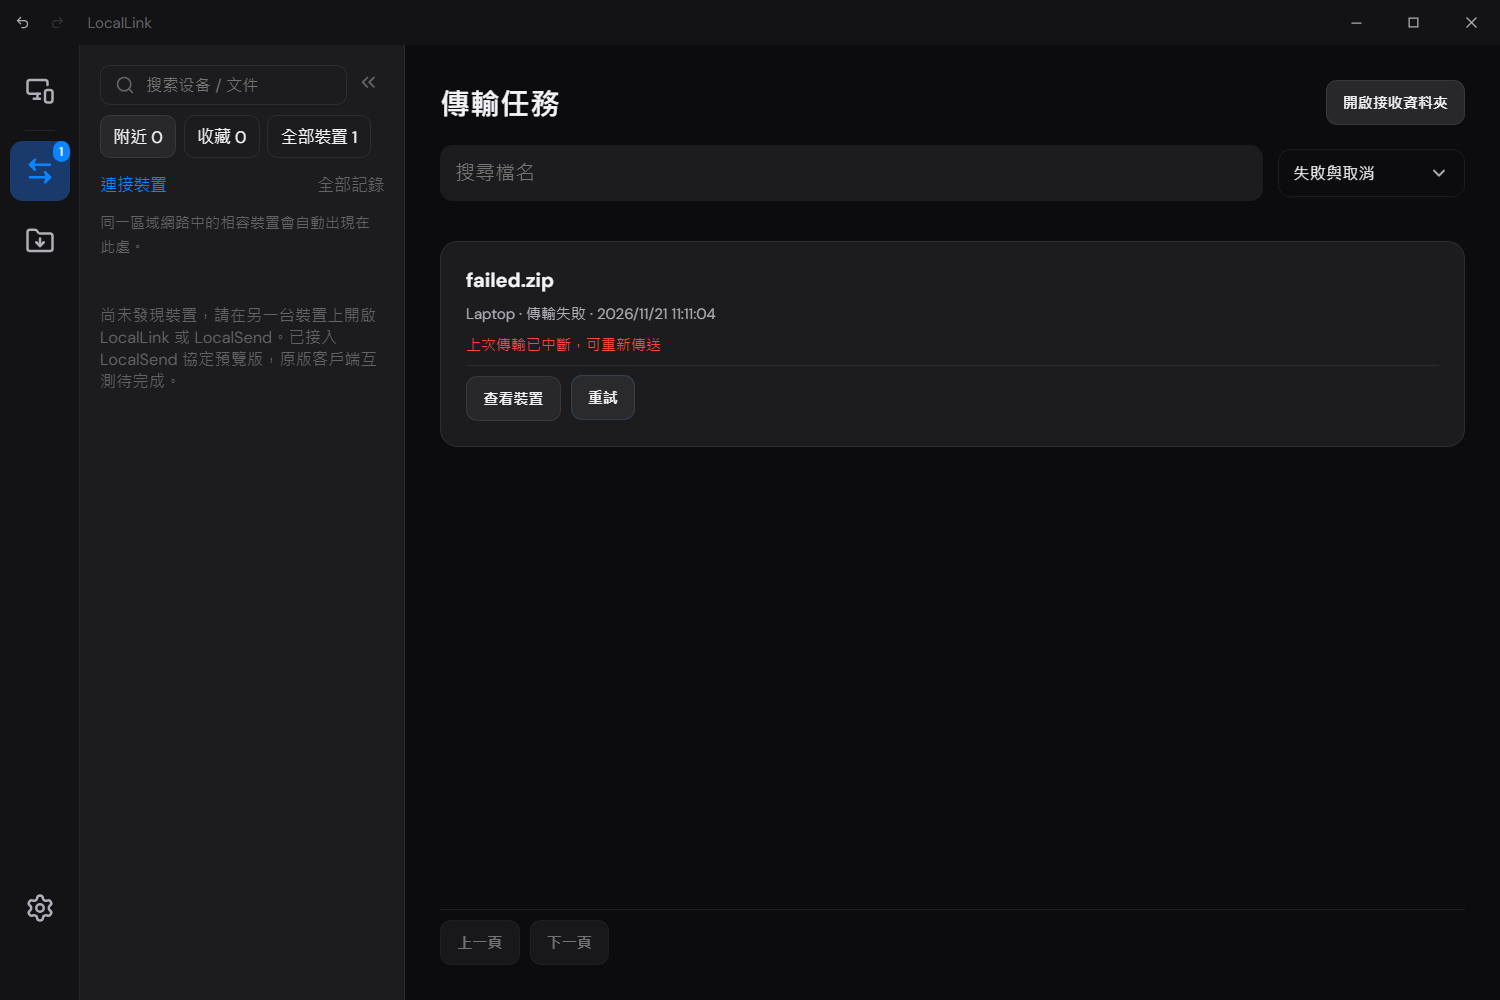 LocalLink
搜索设备 / 文件
附近 0
收藏 0
全部裝置 1
連接裝置
全部記錄
同一區域網路中的相容裝置會自動出現在
此處。
尚未發現裝置，請在另一台裝置上開啟
LocalLink 或 LocalSend。已接入
LocalSend 協定預覽版，原版客戶端互
測待完成。
1
傳輸任務
開啟接收資料夾
搜尋檔名
失敗與取消
failed.zip
Laptop · 傳輸失敗 · 2026/11/21 11:11:04
上次傳輸已中斷，可重新傳送
查看裝置
重試
上一頁
下一頁